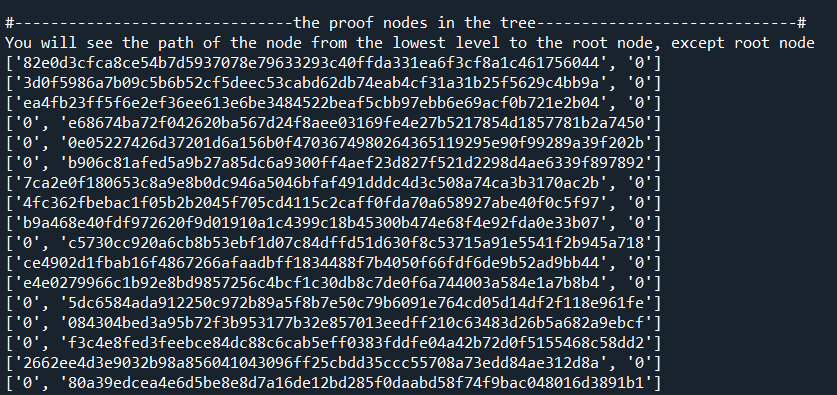 #--------------------------------the proof nodes in the tree------------------------------#
You will see the path of the node from the lowest level to the root node, except root node
['82e0d3cfca8ce54b7d5937078e79633293c40ffda331ea6f3cf8a1c461756044', '0']
['3d0f5986a7b09c5b6b52cf5deec53cabd62db74eab4cf31a31b25f5629c4bb9a', '0']
['ea4fb23ff5f6e2ef36ee613e6be3484522beaf5cbb97ebb6e69acf0b721e2b04', '0']
['0', 'e68674ba72f042620ba567d24f8aee03169fe4e27b5217854d1857781b2a7450']
['0', '0e05227426d37201d6a156b0f4703674980264365119295e90f99289a39f202b']
['0', 'b906c81afed5a9b27a85dc6a9300ff4aef23d827f521d2298d4ae6339f897892']
['7ca2e0f180653c8a9e8b0dc946a5046bfaf491dddc4d3c508a74ca3b3170ac2b', '0']
['4fc362fbebac1f05b2b2045f705cd4115c2caff0fda70a658927abe40f0c5f97', '0']
['b9a468e40fdf972620f9d01910a1c4399c18b45300b474e68f4e92fda0e33b07', '0']
['0', 'c5730cc920a6cb8b53ebf1d07c84dffd51d630f8c53715a91e5541f2b945a718']
['ce4902d1fbab16f4867266afaadbff1834488f7b4050f66fdf6de9b52ad9bb44', '0']
['e4e0279966c1b92e8bd9857256c4bcf1c30db8c7de0f6a744003a584e1a7b8b4', '0']
['0', '5dc6584ada912250c972b89a5f8b7e50c79b6091e764cd05d14df2f118e961fe']
['0', '084304bed3a95b72f3b953177b32e857013eedff210c63483d26b5a682a9ebcf']
['0', 'f3c4e8fed3feebce84dc88c6cab5eff0383fddfe04a42b72d0f5155468c58dd2']
['2662ee4d3e9032b98a856041043096ff25cbdd35ccc55708a73edd84ae312d8a', '0']
['0', '80a39edcea4e6d5be8e8d7a16de12bd285f0daabd58f74f9bac048016d3891b1']